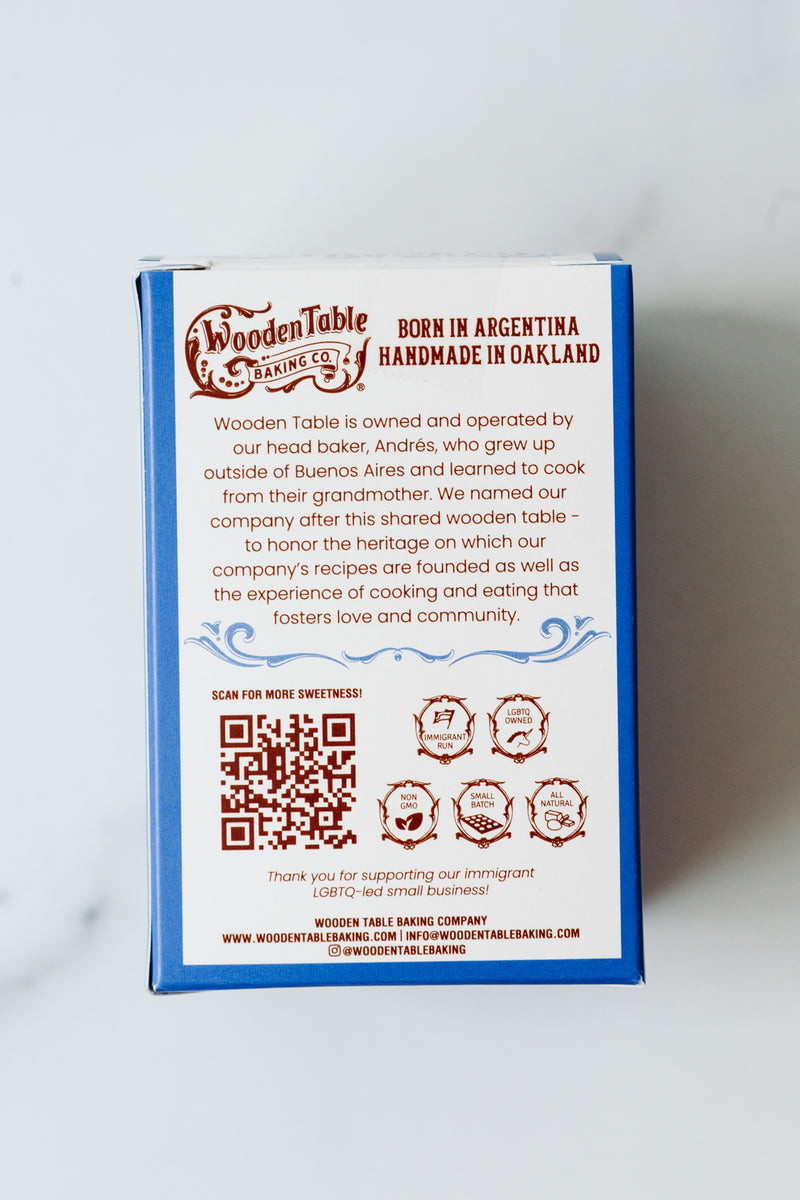 Wooden Table
BAKING CO.
®
BORN IN ARGENTINA
HANDMADE IN OAKLAND
Wooden Table is owned and operated by
our head baker, Andrés, who grew up
outside of Buenos Aires and learned to cook
from their grandmother. We named our
company after this shared wooden table -
to honor the heritage on which our
company's recipes are founded as well as
the experience of cooking and eating that
fosters love and community.
SCAN FOR MORE SWEETNESS!
IMMIGRANT
RUN
LGBTQ
OWNED
NON
GMO
SMALL
BATCH
ALL
NATURAL
Thank you for supporting our immigrant
LGBTQ-led small business!
WOODEN TABLE BAKING COMPANY
WWW.WOODENTABLEBAKING.COM | INFO@WOODENTABLEBAKING.COM
@WOODENTABLEBAKING